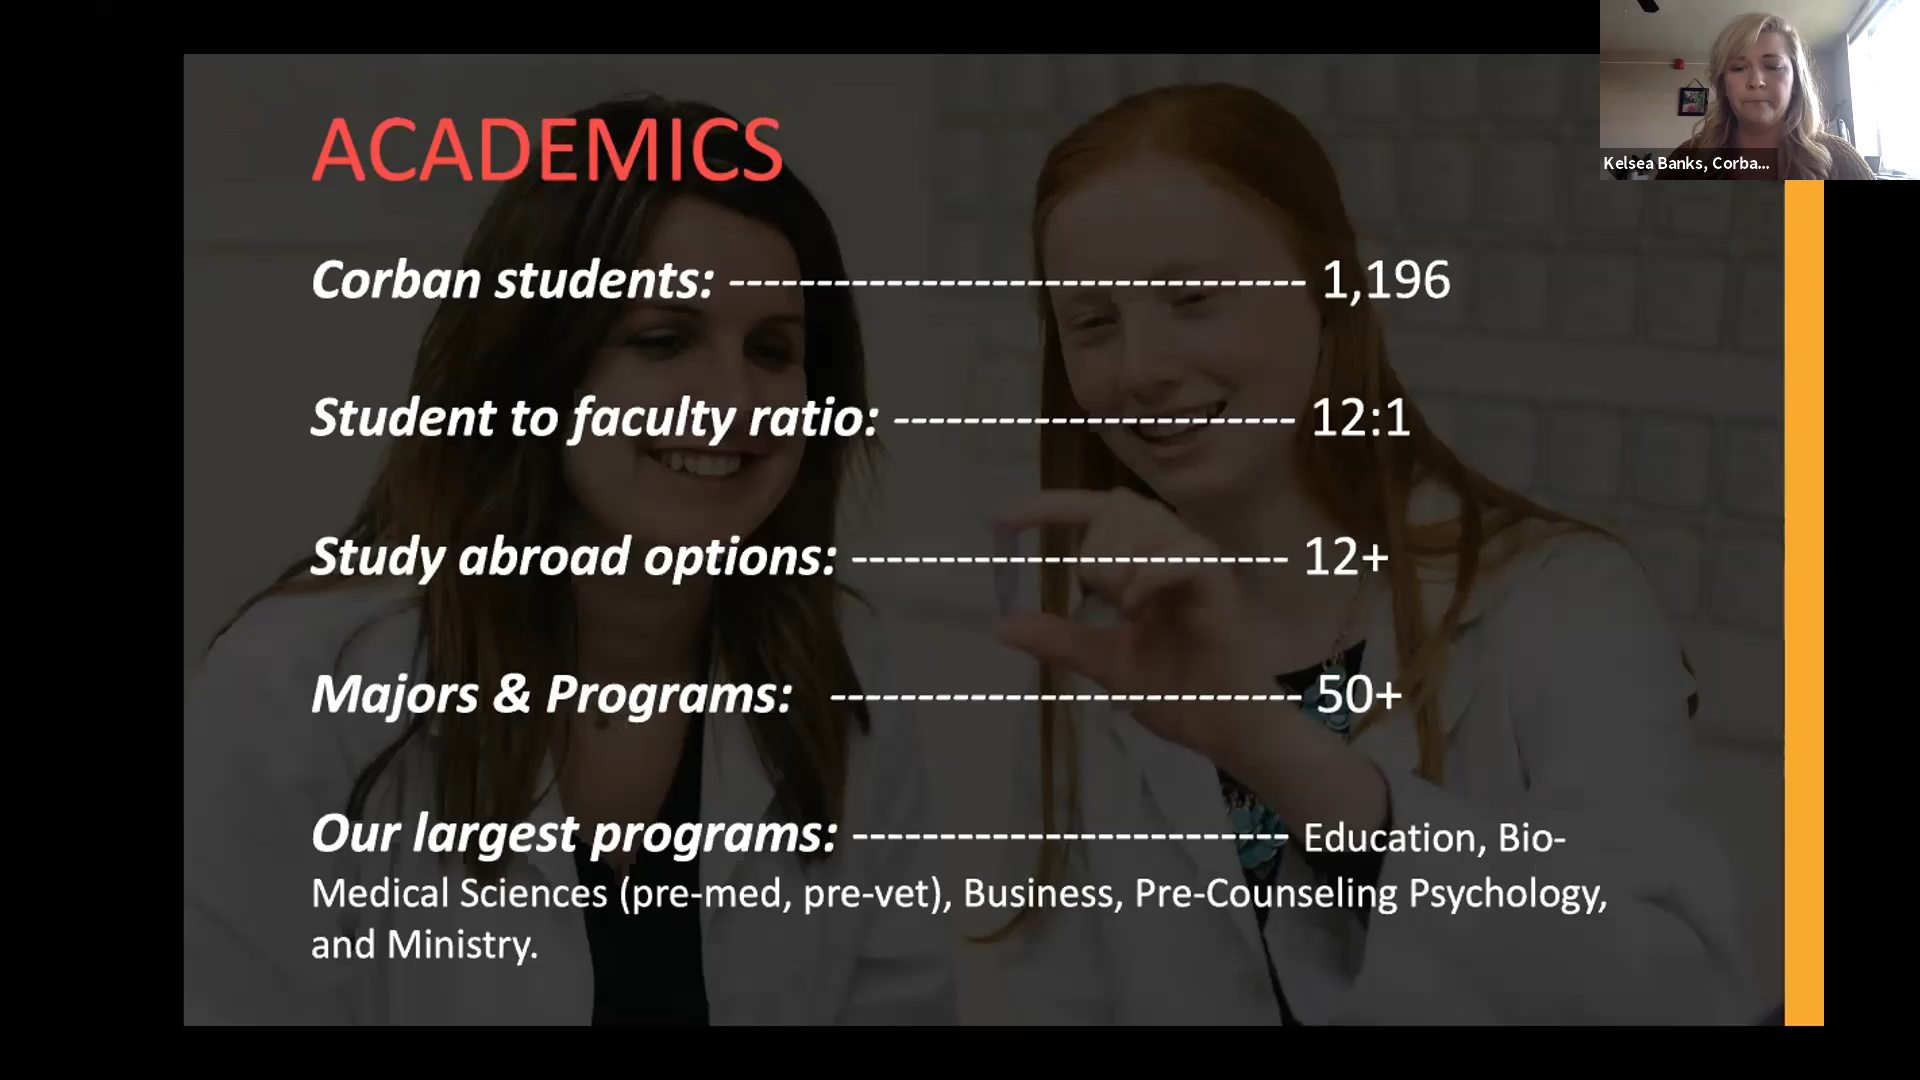 ACADEMICS
Kelsea Banks, Corba...
Corban students: --------------------------------- 1,196
Student to faculty ratio: ----------------------- 12:1
Study abroad options: ------------------------- 12+
Majors & Programs: --------------------------- 50+
Our largest programs: ------------------------- Education, Bio-
Medical Sciences (pre-med, pre-vet), Business, Pre-Counseling Psychology,
and Ministry.